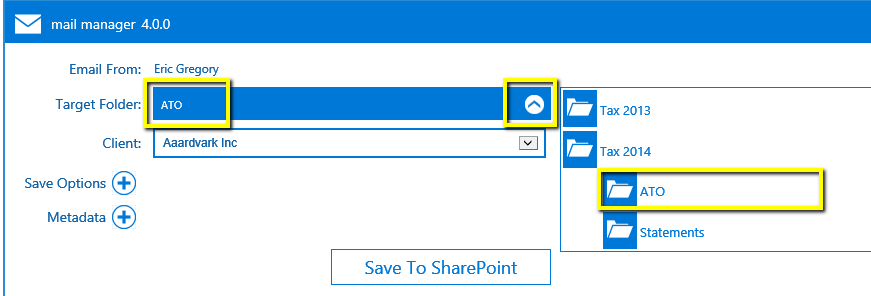 mail manager 4.0.0
Email From: Eric Gregory
Target Folder: ATO
Client: Aaardvark Inc
Save Options
Metadata
Save To SharePoint
Tax 2013
Tax 2014
ATO
Statements